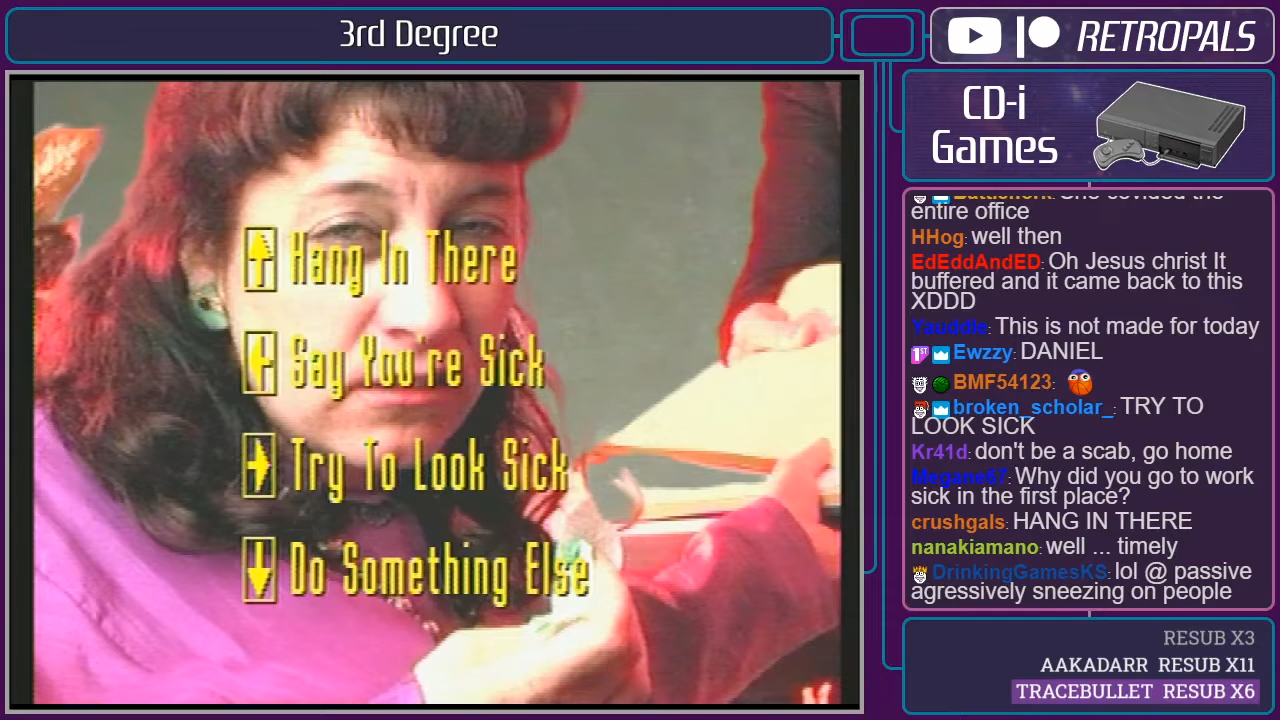 3rd Degree
RETROPALS
CD-i
Games
Hang In There
Say You're Sick
Try To Look Sick
Do Something Else
entire office
HHog: well then
EdEddAndED: Oh Jesus christ It
buffered and it came back to this
XDDD
Yauddle: This is not made for today
1ST Ewzzy: DANIEL
BMF54123:
broken_scholar_: TRY TO
LOOK SICK
Kr41d: don't be a scab, go home
Megane67: Why did you go to work
sick in the first place?
crushgals: HANG IN THERE
nanakiamano: well ... timely
DrinkingGamesKS: lol @ passive
agressively sneezing on people
RESUB X3
AAKADARR RESUB X11
TRACEBULLET RESUB X6